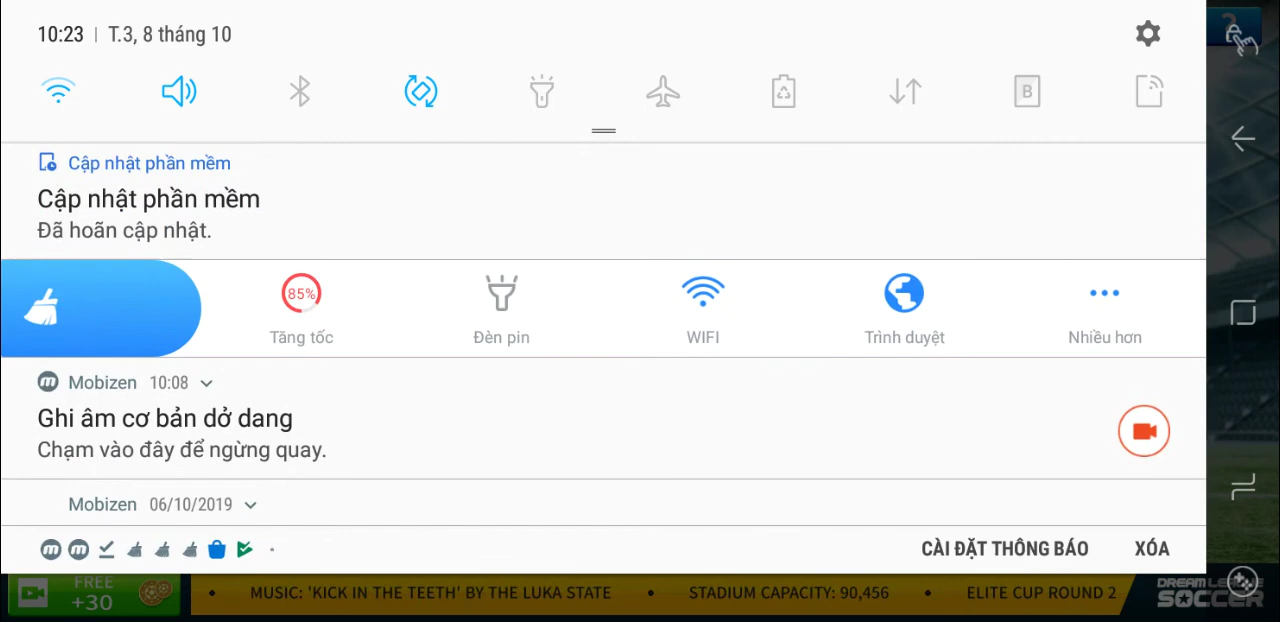 10:23 | T.3, 8 tháng 10
B
Cập nhật phần mềm
Cập nhật phần mềm
Đã hoãn cập nhật.
85%
Tăng tốc
Đèn pin
WIFI
Trình duyệt
Nhiều hơn
m Mobizen 10:08
Ghi âm cơ bản dở dang
Chạm vào đây để ngừng quay.
Mobizen 06/10/2019
m m
CÀI ĐẶT THÔNG BÁO XÓA
FREE
+30
• MUSIC: 'KICK IN THE TEETH' BY THE LUKA STATE • STADIUM CAPACITY: 90,456 • ELITE CUP ROUND 2
DREAM LEAGUE
SOCCER